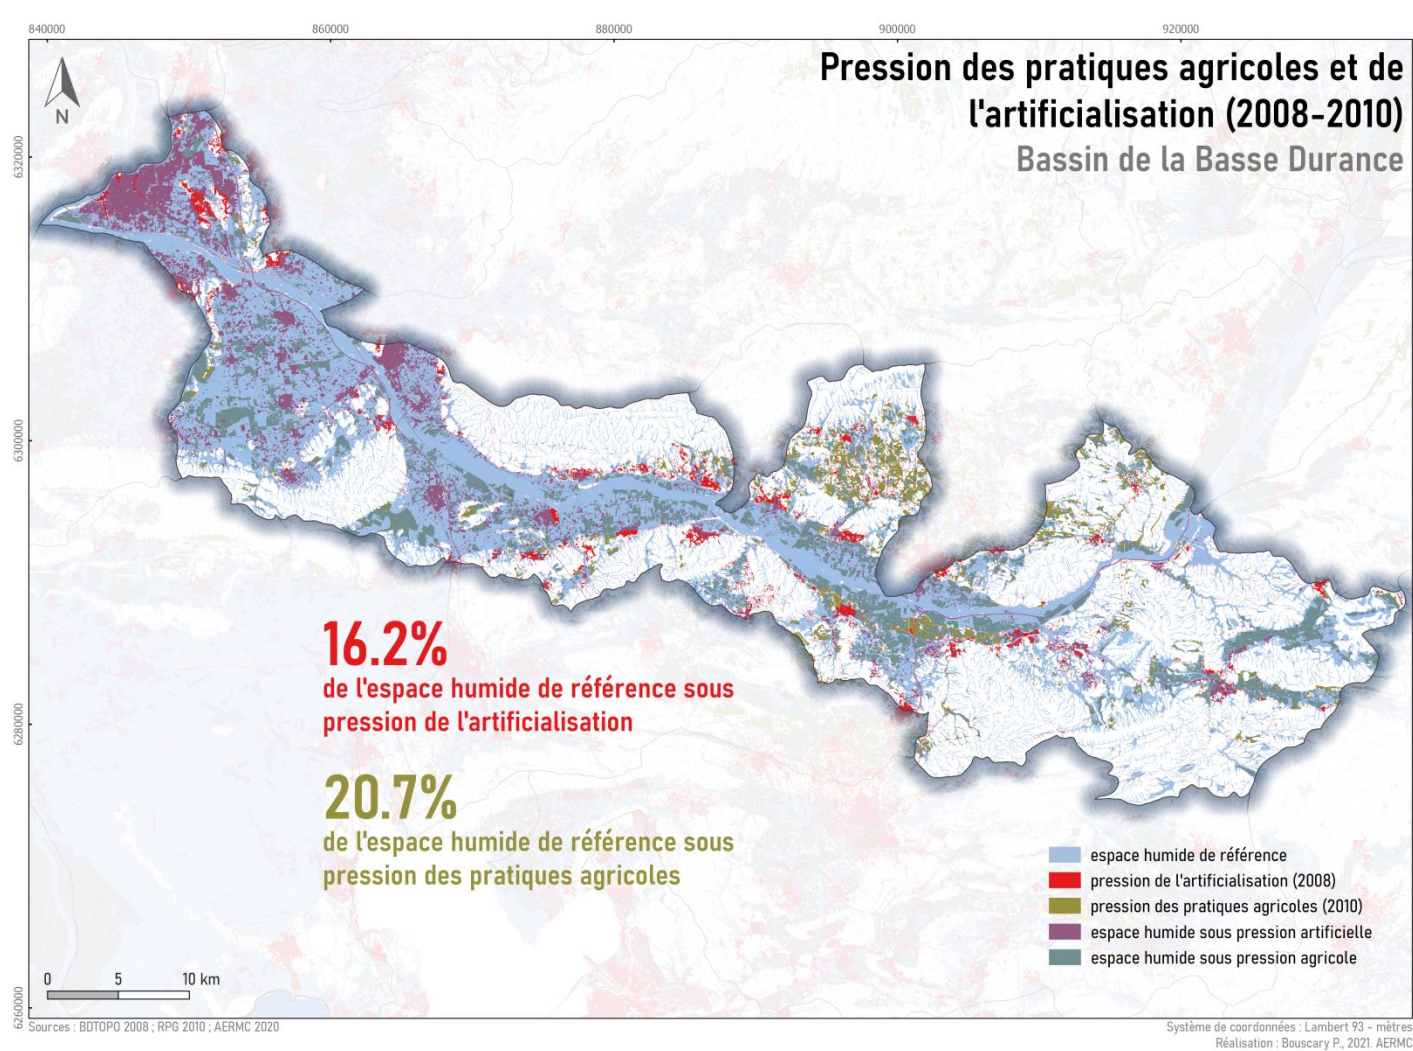 840000
860000
880000
900000
920000
Pression des pratiques agricoles et de
l'artificialisation (2008-2010)
Bassin de la Basse Durance
N
6320000
6300000
6280000
6260000
16.2%
de l'espace humide de référence sous
pression de l'artificialisation
20.7%
de l'espace humide de référence sous
pression des pratiques agricoles
espace humide de référence
pression de l'artificialisation (2008)
pression des pratiques agricoles (2010)
espace humide sous pression artificielle
espace humide sous pression agricole
0 5 10 km
Sources : BDTOPO 2008 ; RPG 2010 ; AERMC 2020
Système de coordonnées : Lambert 93 - mètres
Réalisation : Bouscary P., 2021. AERMC